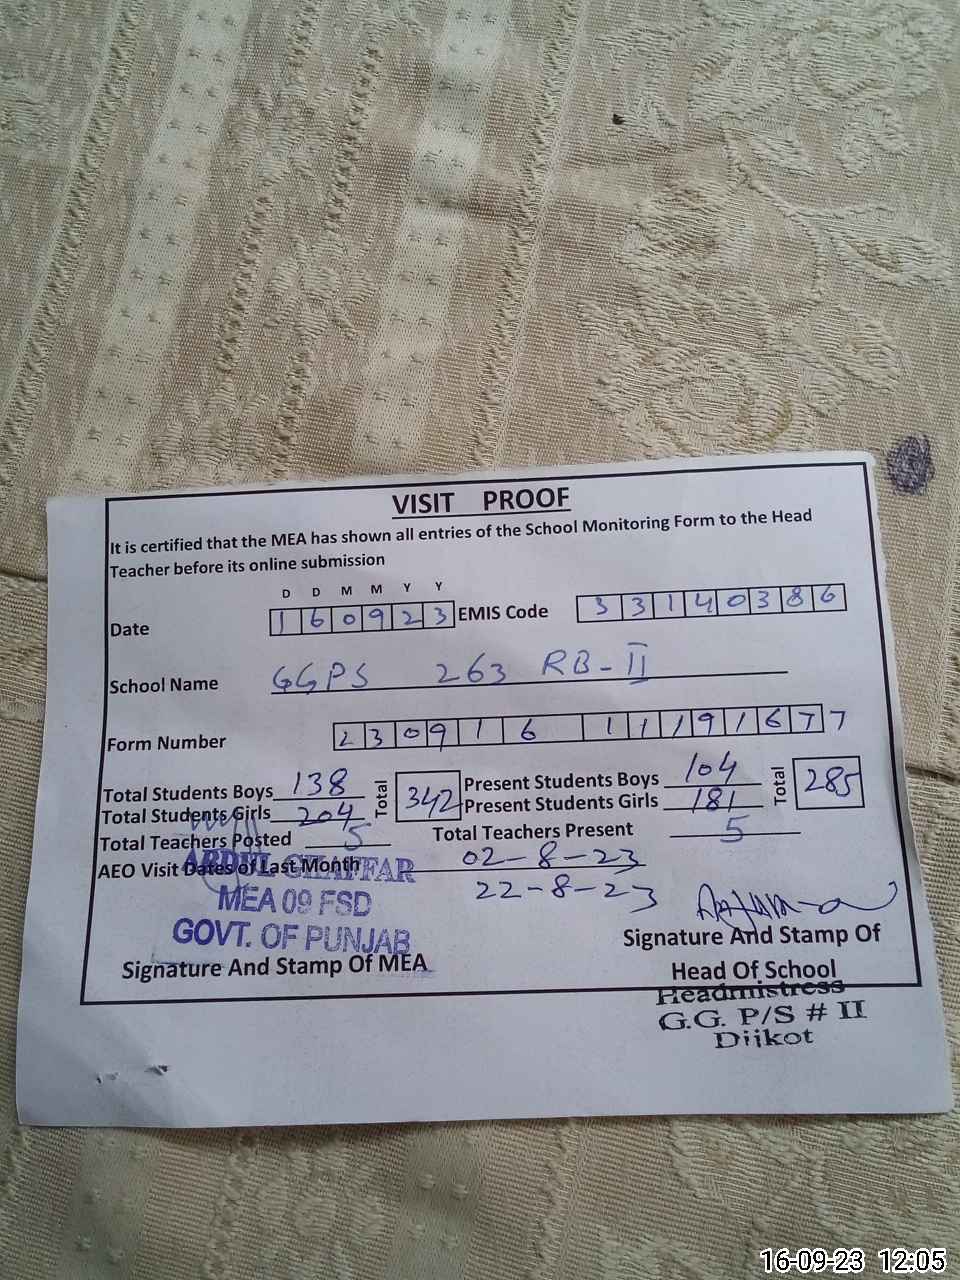 VISIT PROOF
It is certified that the MEA has shown all entries of the School Monitoring Form to the Head
Teacher before its online submission
D D M M Y Y
Date 1 6 0 9 2 3 EMIS Code 3 3 1 4 0 3 8 6
School Name GGPS 263 RB-II
Form Number 2 3 0 9 1 6 1 1 1 9 1 6 7 7
Total Students Boys 138 Total 342 Present Students Boys 104 Total 285
Total Students Girls 204 Present Students Girls 181
Total Teachers Posted 5 Total Teachers Present 5
AEO Visit Dates of Last Month 02-8-23
22-8-23
ABDUL GHAFFAR
MEA 09 FSD
GOVT. OF PUNJAB
Signature And Stamp Of MEA
Signature And Stamp Of
Head Of School
Headmistress
G.G. P/S # II
Dijkot
16-09-23 12:05